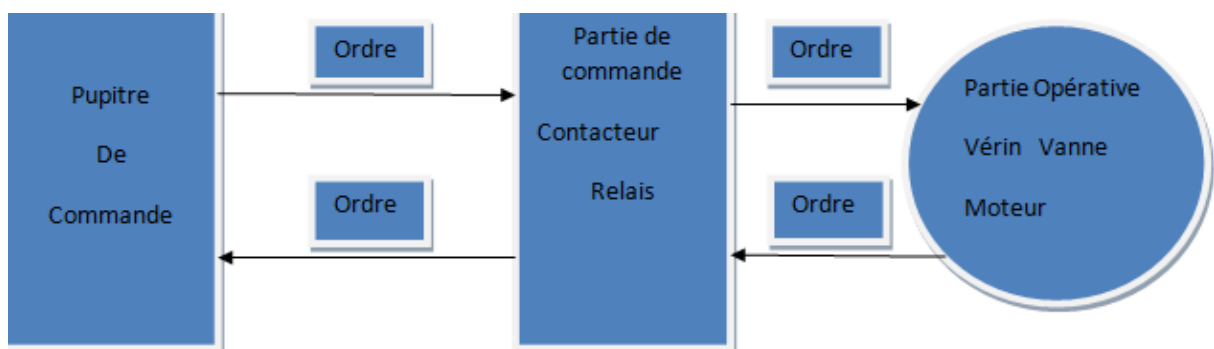 Pupitre
De
Commande
Ordre
Ordre
Partie de
commande
Contacteur
Relais
Ordre
Ordre
Partie Opérative
Vérin Vanne
Moteur